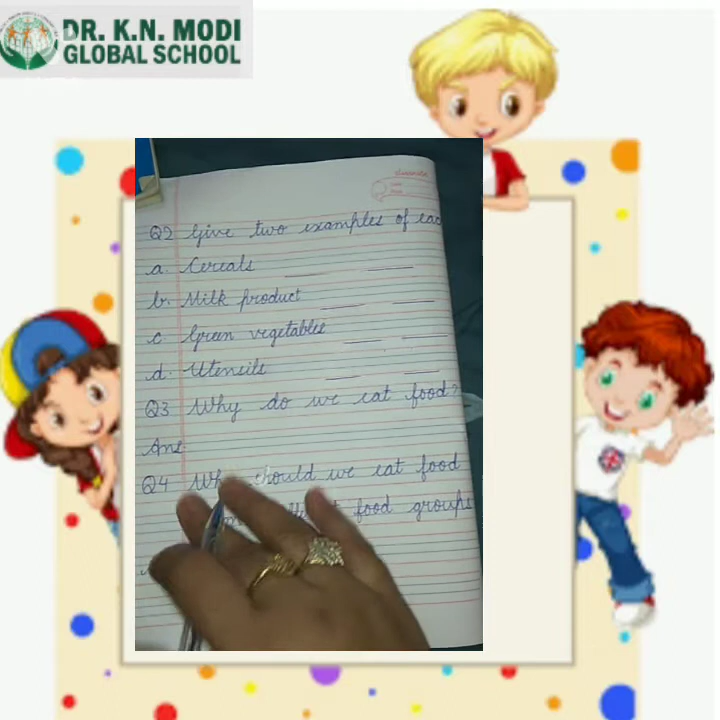 DR. K.N. MODI
GLOBAL SCHOOL
Q2 Give two examples of eac
a. Cereals
b. Milk product
c. Green vegetables
d. Utensils
Q3 Why do we eat food?
Ans.
Q4 Why should we eat food
food groups